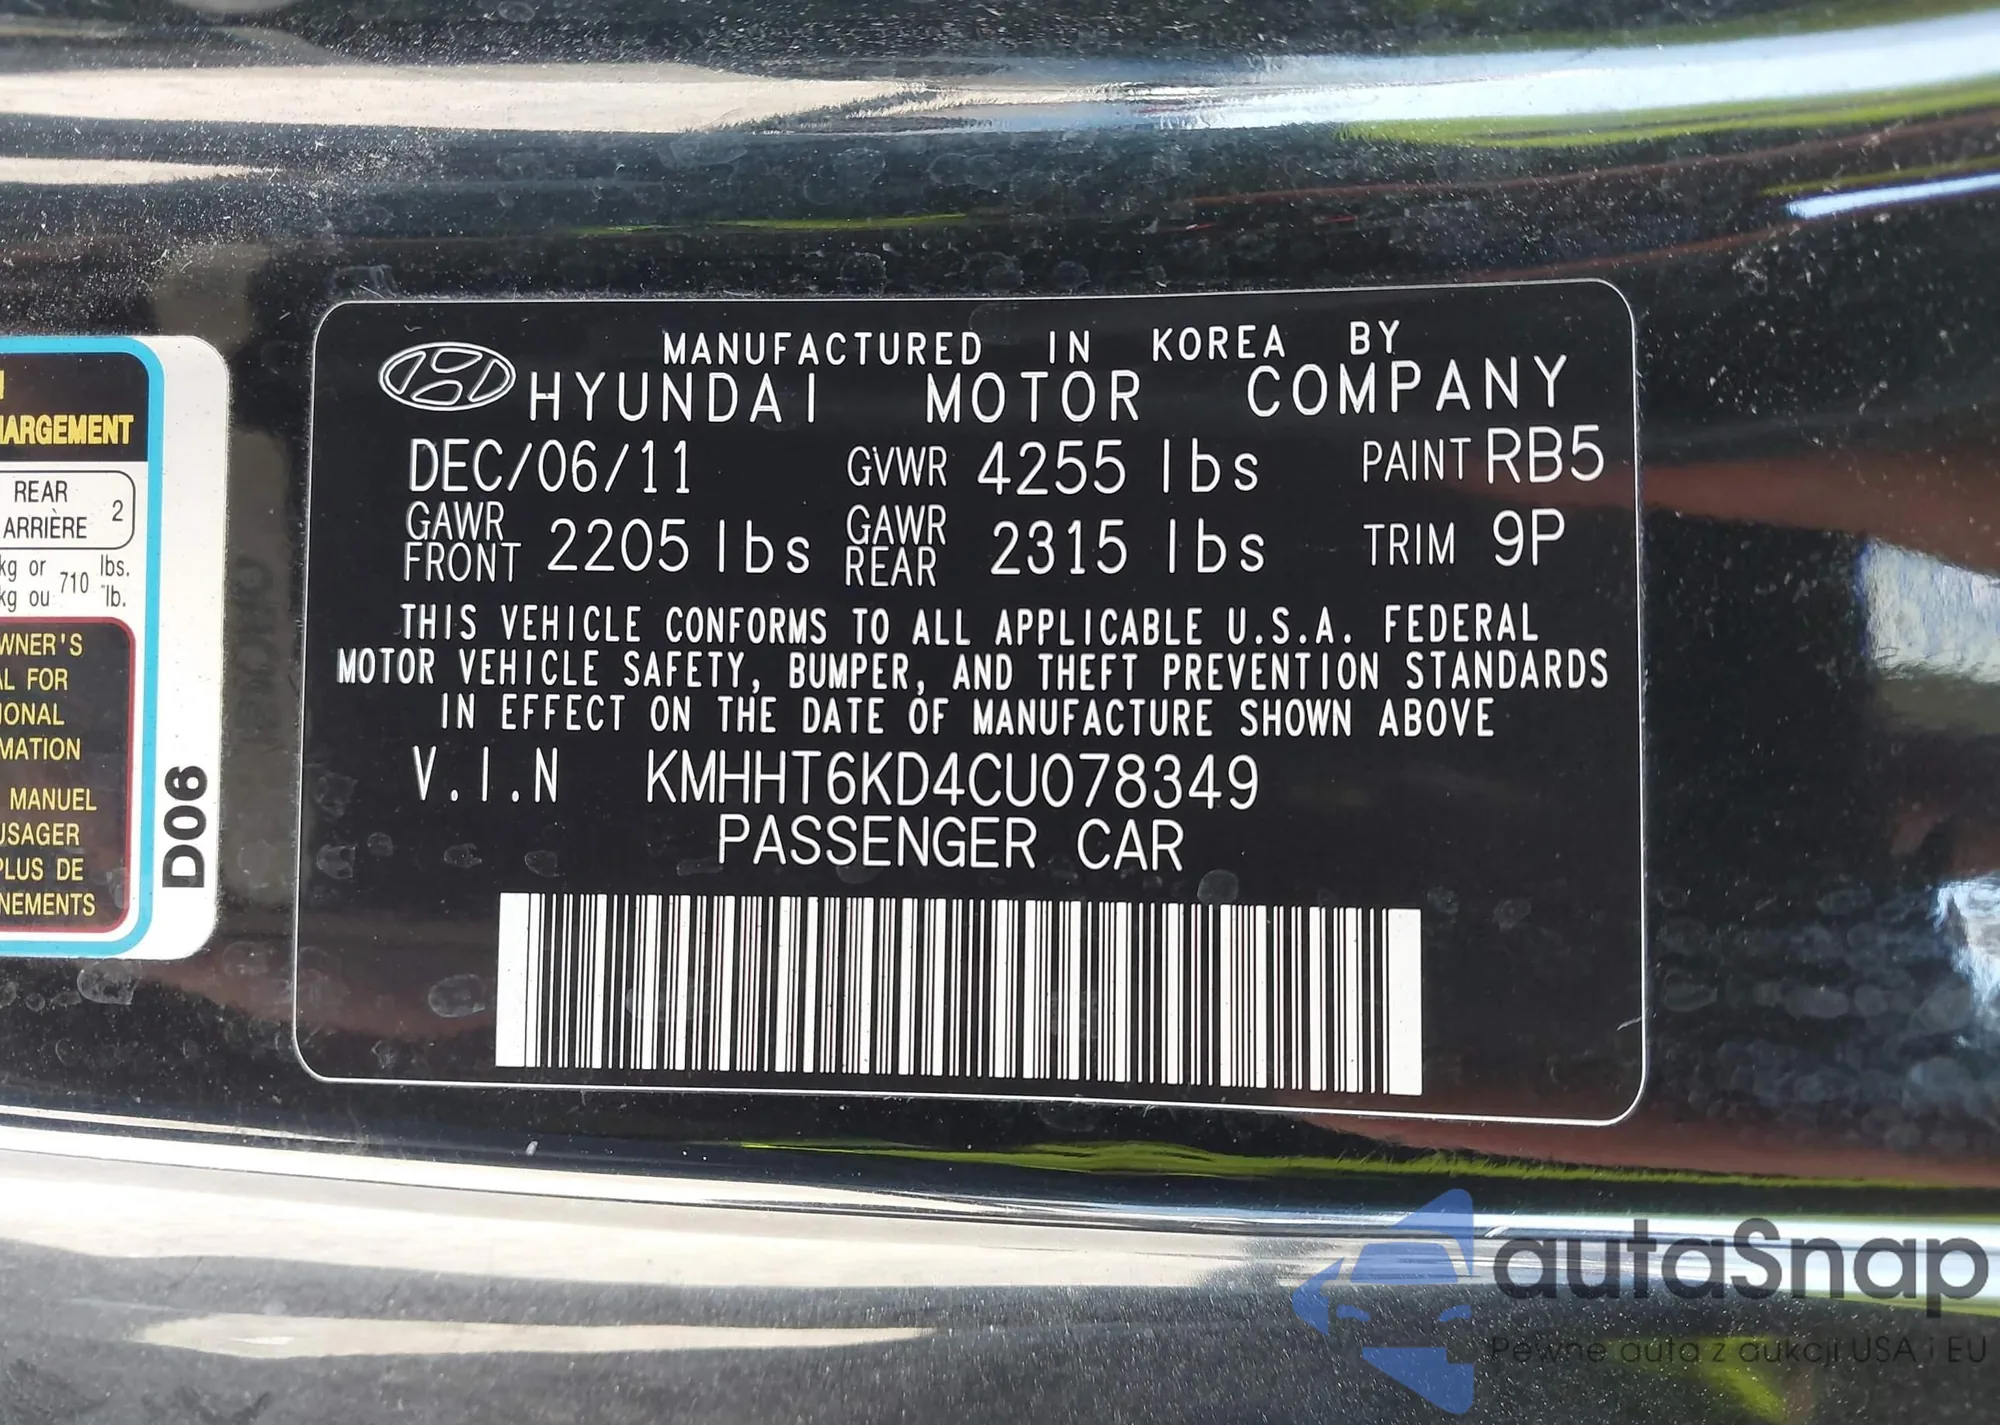 MANUFACTURED IN KOREA BY
HYUNDAI MOTOR COMPANY
DEC/06/11 GVWR 4255 lbs PAINT RB5
GAWR FRONT 2205 lbs GAWR REAR 2315 lbs TRIM 9P
THIS VEHICLE CONFORMS TO ALL APPLICABLE U.S.A. FEDERAL
MOTOR VEHICLE SAFETY, BUMPER, AND THEFT PREVENTION STANDARDS
IN EFFECT ON THE DATE OF MANUFACTURE SHOWN ABOVE
V.I.N KMHHT6KD4CU078349
PASSENGER CAR
ARGEMENT
REAR
ARRIÈRE 2
kg or 710 lbs.
kg ou lb.
WNER'S
AL FOR
IONAL
MATION
MANUEL
USAGER
PLUS DE
NEMENTS
D06
autaSnap
Pewne auta z aukcji USA i EU